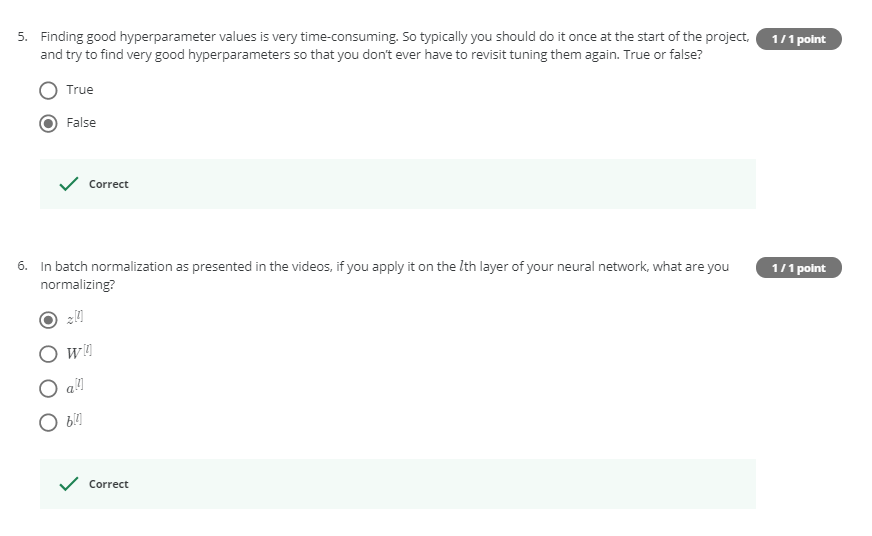 5. Finding good hyperparameter values is very time-consuming. So typically you should do it once at the start of the project, 1 / 1 point
and try to find very good hyperparameters so that you don't ever have to revisit tuning them again. True or false?
True
False
Correct
6. In batch normalization as presented in the videos, if you apply it on the lth layer of your neural network, what are you 1 / 1 point
normalizing?
z^[l]
W^[l]
a^[l]
b^[l]
Correct